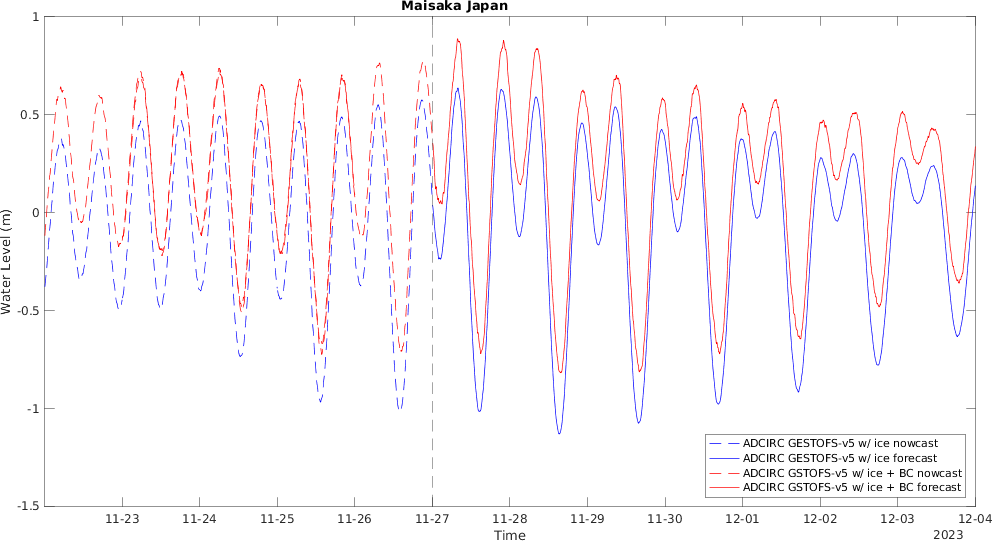 Maisaka Japan
1
0.5
0
-0.5
-1
-1.5
Water Level (m)
11-23
11-24
11-25
11-26
11-27
11-28
11-29
11-30
12-01
12-02
12-03
12-04
Time
2023
ADCIRC GESTOFS-v5 w/ ice nowcast
ADCIRC GESTOFS-v5 w/ ice forecast
ADCIRC GSTOFS-v5 w/ ice + BC nowcast
ADCIRC GSTOFS-v5 w/ ice + BC forecast